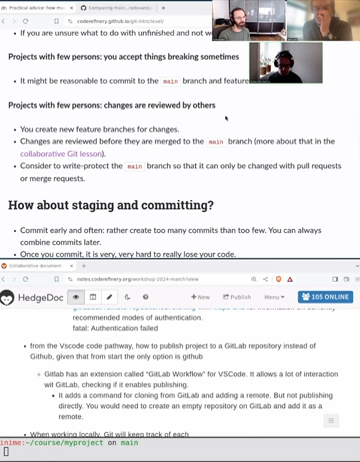 Practical advice: how mu
Comparing main...
coderefinery.github.io/git-intro/level/
If you are unsure what to do with unfinished and not w
Projects with few persons: you accept things breaking sometimes
It might be reasonable to commit to the main branch and feature
Projects with few persons: changes are reviewed by others
You create new feature branches for changes.
Changes are reviewed before they are merged to the main branch (more about that in the
collaborative Git lesson).
Consider to write-protect the main branch so that it can only be changed with pull requests
or merge requests.
How about staging and committing?
Commit early and often: rather create too many commits than too few. You can always
combine commits later.
Once you commit, it is very, very hard to really lose your code.
Collaborative document
notes.coderefinery.org/workshop-2024-march?view
HedgeDoc
New
Publish
Menu
105 ONLINE
recommended modes of authentication.
fatal: Authentication failed
from the Vscode code pathway, how to publish project to a GitLab repository instead of
Github, given that from start the only option is github
Gitlab has an extension called "GitLab Workflow" for VSCode. It allows a lot of interaction
wit GitLab, checking if it enables publishing.
It adds a command for cloning from GitLab and adding a remote. But not publishing
directly. You would need to create an empty repository on GitLab and add it as a
remote.
When working locally, Git will keep track of each
inime:~/course/myproject on main